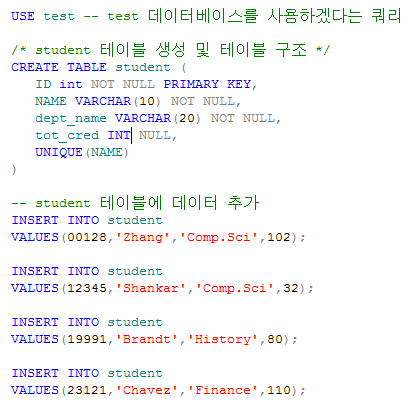 USE test -- test 데이터베이스를 사용하겠다는 쿼리
/* student 테이블 생성 및 테이블 구조 */
CREATE TABLE student (
ID int NOT NULL PRIMARY KEY,
NAME VARCHAR(10) NOT NULL,
dept_name VARCHAR(20) NOT NULL,
tot_cred INT NULL,
UNIQUE(NAME)
)
-- student 테이블에 데이터 추가
INSERT INTO student
VALUES(00128,'Zhang','Comp.Sci',102);
INSERT INTO student
VALUES(12345,'Shankar','Comp.Sci',32);
INSERT INTO student
VALUES(19991,'Brandt','History',80);
INSERT INTO student
VALUES(23121,'Chavez','Finance',110);